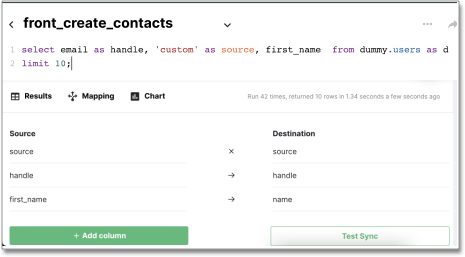 front_create_contacts
1 select email as handle, 'custom' as source, first_name from dummy.users as d
2 limit 10;
Results Mapping Chart Run 42 times, returned 10 rows in 1.34 seconds a few seconds ago
Source Destination
source × source
handle → handle
first_name → name
+ Add column Test Sync